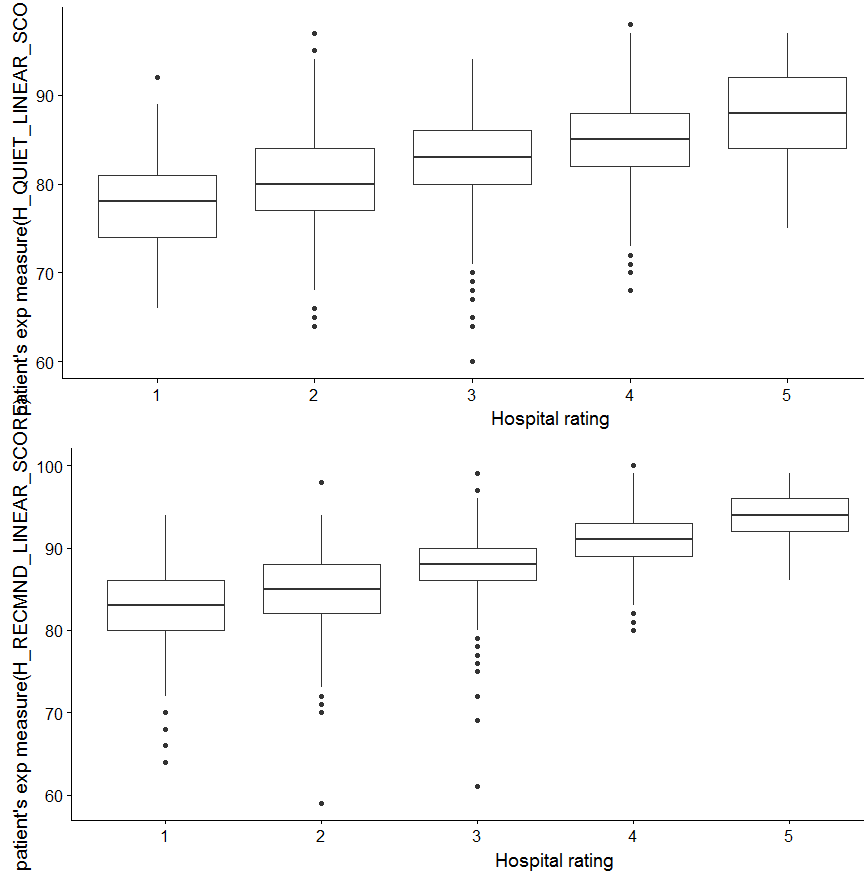 patient's exp measure(H_QUIET_LINEAR_SCO
90
80
70
60
1 2 3 4 5
Hospital rating
patient's exp measure(H_RECMND_LINEAR_SCORE)
100
90
80
70
60
1 2 3 4 5
Hospital rating